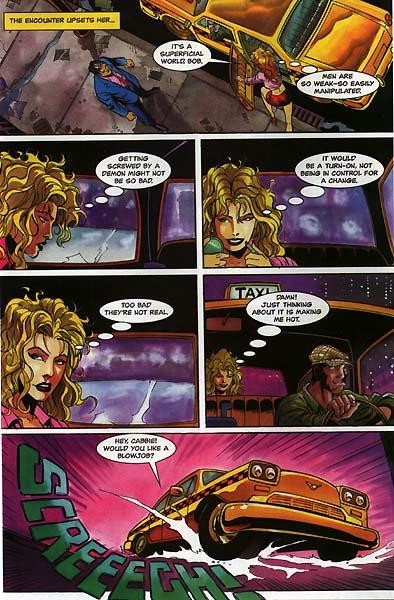 THE ENCOUNTER UPSETS HER...
IT'S A
SUPERFICIAL
WORLD, BOB.
MEN ARE
SO WEAK--SO EASILY
MANIPULATED.
GETTING
SCREWED BY A
DEMON MIGHT NOT
BE SO BAD.
IT WOULD
BE A TURN-ON, NOT
BEING IN CONTROL FOR
A CHANGE.
TOO BAD
THEY'RE NOT REAL.
TAXI
DAMN!
JUST THINKING
ABOUT IT IS MAKING
ME HOT.
HEY, CABBIE!
WOULD YOU LIKE A
BLOWJOB?
SCREEECH!